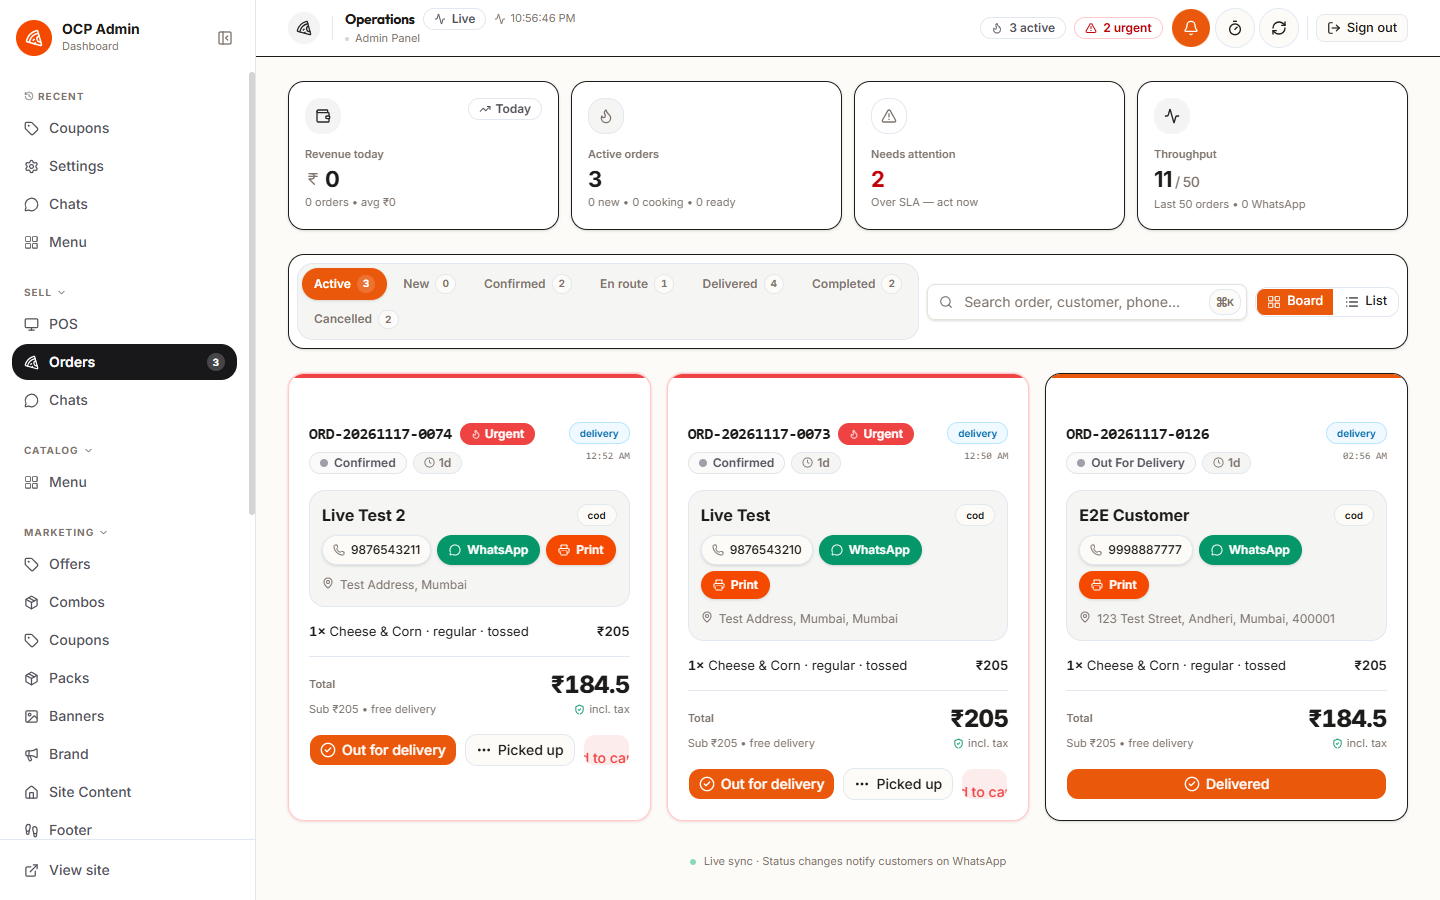 OCP Admin
Dashboard
RECENT
Coupons
Settings
Chats
Menu
SELL
POS
Orders 3
Chats
CATALOG
Menu
MARKETING
Offers
Combos
Coupons
Packs
Banners
Brand
Site Content
Footer
View site
Operations Live 10:56:46 PM
Admin Panel
3 active 2 urgent Sign out
Today
Revenue today
₹ 0
0 orders • avg ₹0
Active orders
3
0 new • 0 cooking • 0 ready
Needs attention
2
Over SLA — act now
Throughput
11 / 50
Last 50 orders • 0 WhatsApp
Active 3 New 0 Confirmed 2 En route 1 Delivered 4 Completed 2
Cancelled 2
Search order, customer, phone... ⌘K
Board List
ORD-20261117-0074 Urgent delivery
Confirmed 1d 12:52 AM
Live Test 2 cod
9876543211 WhatsApp Print
Test Address, Mumbai
1× Cheese & Corn · regular · tossed ₹205
Total ₹184.5
Sub ₹205 • free delivery incl. tax
Out for delivery Picked up to
ORD-20261117-0073 Urgent delivery
Confirmed 1d 12:50 AM
Live Test cod
9876543210 WhatsApp
Print
Test Address, Mumbai, Mumbai
1× Cheese & Corn · regular · tossed ₹205
Total ₹205
Sub ₹205 • free delivery incl. tax
Out for delivery Picked up to
ORD-20261117-0126 delivery
Out For Delivery 1d 02:56 AM
E2E Customer cod
9998887777 WhatsApp
Print
123 Test Street, Andheri, Mumbai, 400001
1× Cheese & Corn · regular · tossed ₹205
Total ₹184.5
Sub ₹205 • free delivery incl. tax
Delivered
Live sync · Status changes notify customers on WhatsApp